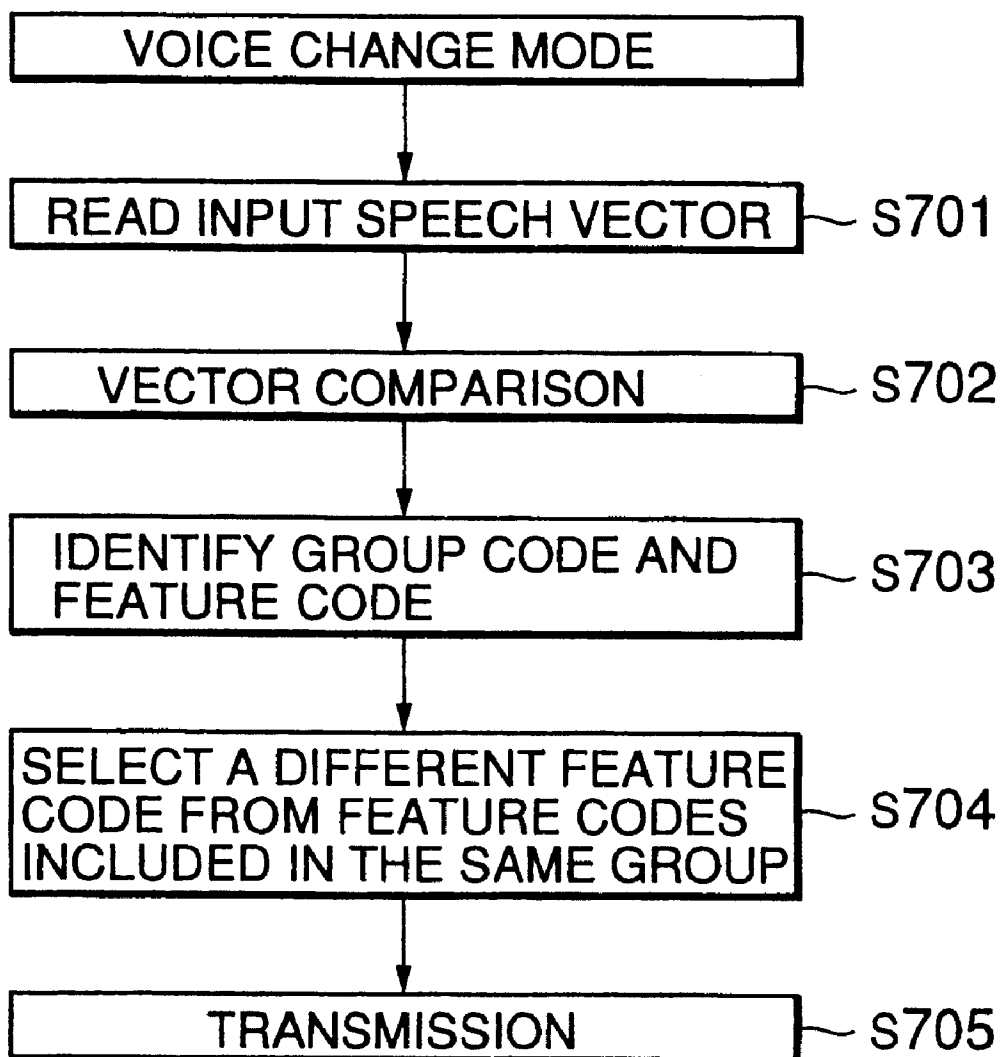 VOICE CHANGE MODE
READ INPUT SPEECH VECTOR S701
VECTOR COMPARISON S702
IDENTIFY GROUP CODE AND
FEATURE CODE S703
SELECT A DIFFERENT FEATURE
CODE FROM FEATURE CODES S704
INCLUDED IN THE SAME GROUP
TRANSMISSION S705